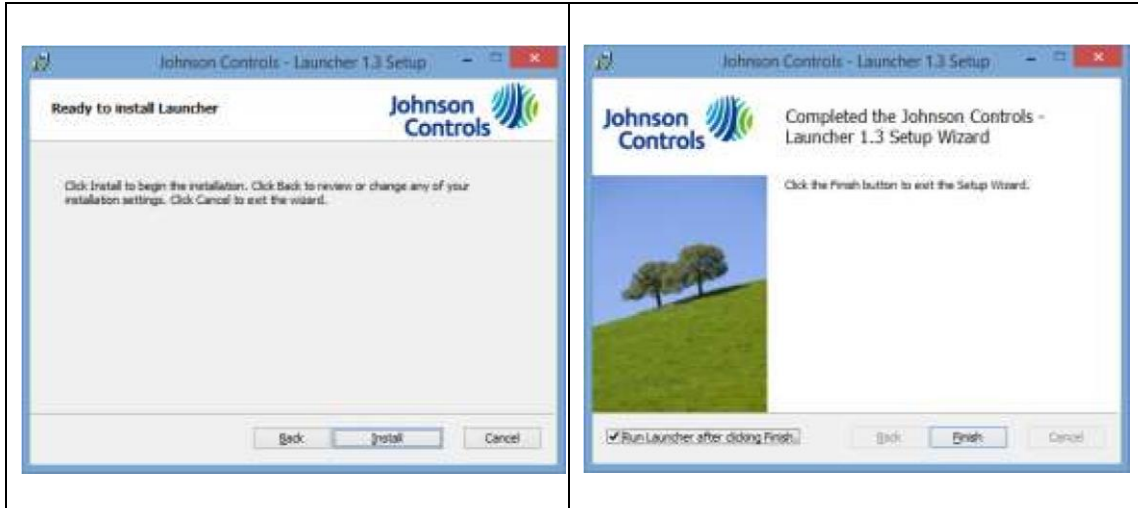 Johnson Controls - Launcher 1.3 Setup
Ready to install Launcher
Johnson
Controls
Click Install to begin the installation. Click Back to review or change any of your
installation settings. Click Cancel to exit the wizard.
Back
Install
Cancel
Johnson Controls - Launcher 1.3 Setup
Johnson
Controls
Completed the Johnson Controls -
Launcher 1.3 Setup Wizard
Click the Finish button to exit the Setup Wizard.
Run Launcher after clicking Finish.
Back
Finish
Cancel